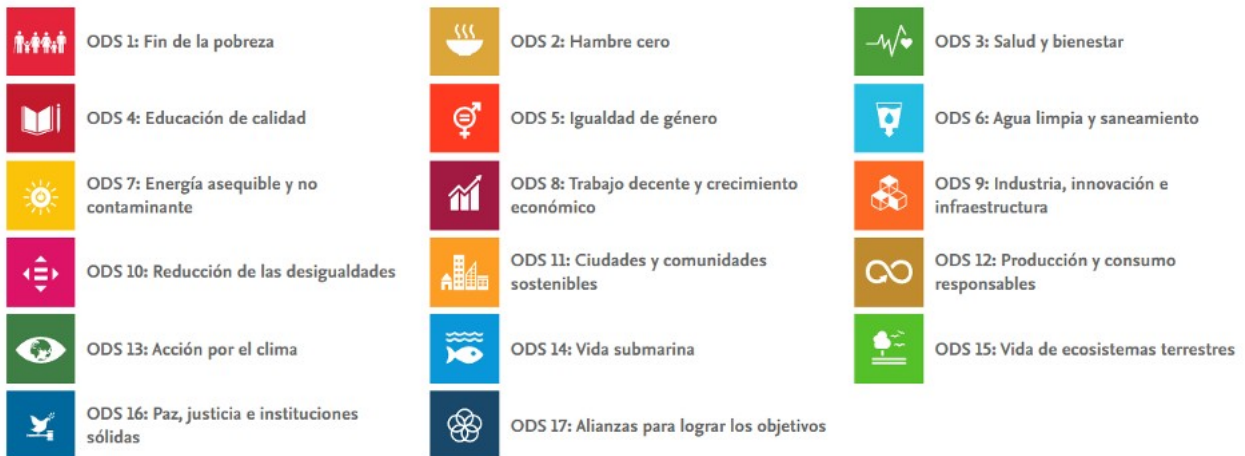 ODS 1: Fin de la pobreza
ODS 2: Hambre cero
ODS 3: Salud y bienestar
ODS 4: Educación de calidad
ODS 5: Igualdad de género
ODS 6: Agua limpia y saneamiento
ODS 7: Energía asequible y no
contaminante
ODS 8: Trabajo decente y crecimiento
económico
ODS 9: Industria, innovación e
infraestructura
ODS 10: Reducción de las desigualdades
ODS 11: Ciudades y comunidades
sostenibles
ODS 12: Producción y consumo
responsables
ODS 13: Acción por el clima
ODS 14: Vida submarina
ODS 15: Vida de ecosistemas terrestres
ODS 16: Paz, justicia e instituciones
sólidas
ODS 17: Alianzas para lograr los objetivos